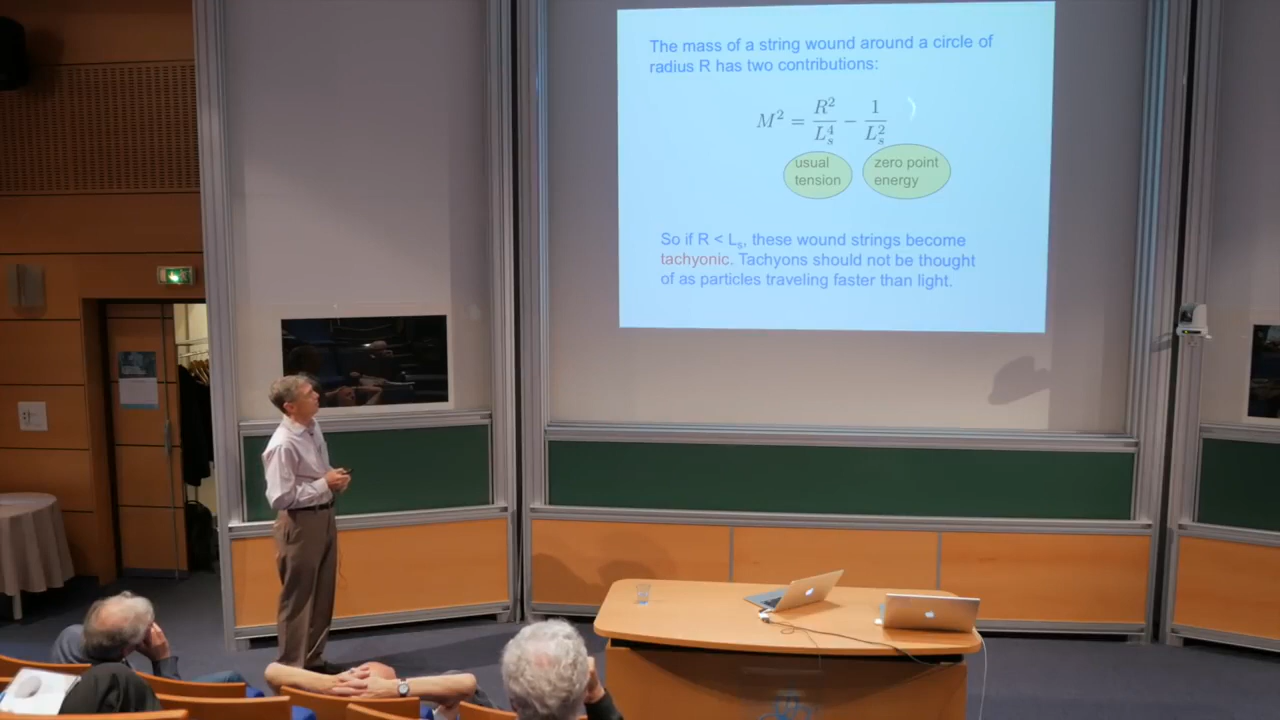 The mass of a string wound around a circle of
radius R has two contributions:
M² = R²/L_s⁴ − 1/L_s²
usual
tension
zero point
energy
So if R < Lₛ, these wound strings become
tachyonic. Tachyons should not be thought
of as particles traveling faster than light.